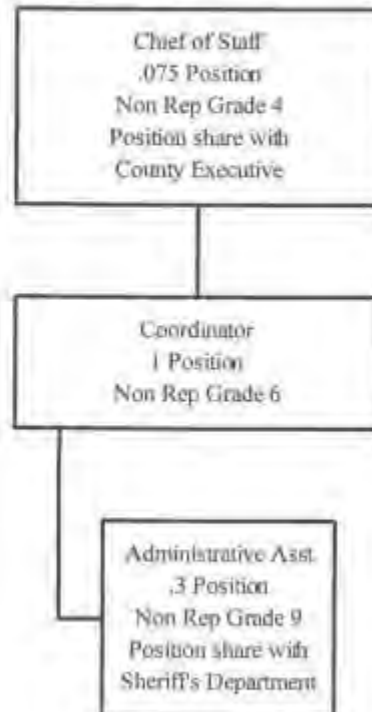 Chief of Staff
.075 Position
Non Rep Grade 4
Position share with
County Executive
Coordinator
1 Position
Non Rep Grade 6
Administrative Asst.
.3 Position
Non Rep Grade 9
Position share with
Sheriff's Department